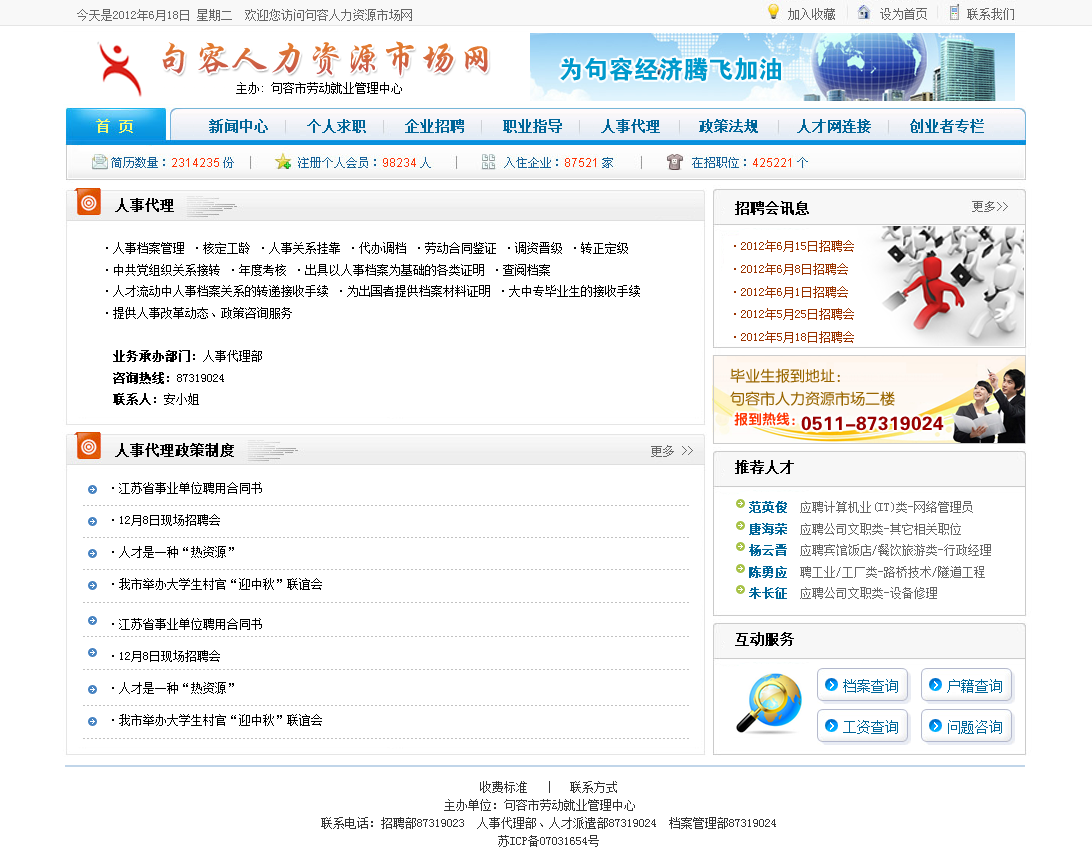 今天是2012年6月18日 星期二 欢迎您访问句容人力资源市场网
加入收藏 设为首页 联系我们
句容人力资源市场网
主办：句容市劳动就业管理中心
为句容经济腾飞加油
首 页 新闻中心 个人求职 企业招聘 职业指导 人事代理 政策法规 人才网连接 创业者专栏
简历数量：2314235 份 | 注册个人会员：98234 人 | 入住企业：87521 家 | 在招职位：425221 个
人事代理
·人事档案管理 ·核定工龄 ·人事关系挂靠 ·代办调档 ·劳动合同鉴证 ·调资晋级 ·转正定级
·中共党组织关系接转 ·年度考核 ·出具以人事档案为基础的各类证明 ·查阅档案
·人才流动中人事档案关系的转递接收手续 ·为出国者提供档案材料证明 ·大中专毕业生的接收手续
·提供人事改革动态、政策咨询服务
业务承办部门：人事代理部
咨询热线：87319024
联系人：安小姐
人事代理政策制度
更多 >>
·江苏省事业单位聘用合同书
·12月8日现场招聘会
·人才是一种“热资源”
·我市举办大学生村官“迎中秋”联谊会
·江苏省事业单位聘用合同书
·12月8日现场招聘会
·人才是一种“热资源”
·我市举办大学生村官“迎中秋”联谊会
招聘会讯息
更多>>
·2012年6月15日招聘会
·2012年6月8日招聘会
·2012年6月1日招聘会
·2012年5月25日招聘会
·2012年5月18日招聘会
毕业生报到地址：
句容市人力资源市场二楼
报到热线：0511-87319024
推荐人才
范英俊 应聘计算机业(IT)类-网络管理员
唐海荣 应聘公司文职类-其它相关职位
杨云晋 应聘宾馆饭店/餐饮旅游类-行政经理
陈勇应 聘工业/工厂类-路桥技术/隧道工程
朱长征 应聘公司文职类-设备修理
互动服务
档案查询 户籍查询
工资查询 问题咨询
收费标准 | 联系方式
主办单位：句容市劳动就业管理中心
联系电话：招聘部87319023 人事代理部、人才派遣部87319024 档案管理部87319024
苏ICP备07031654号